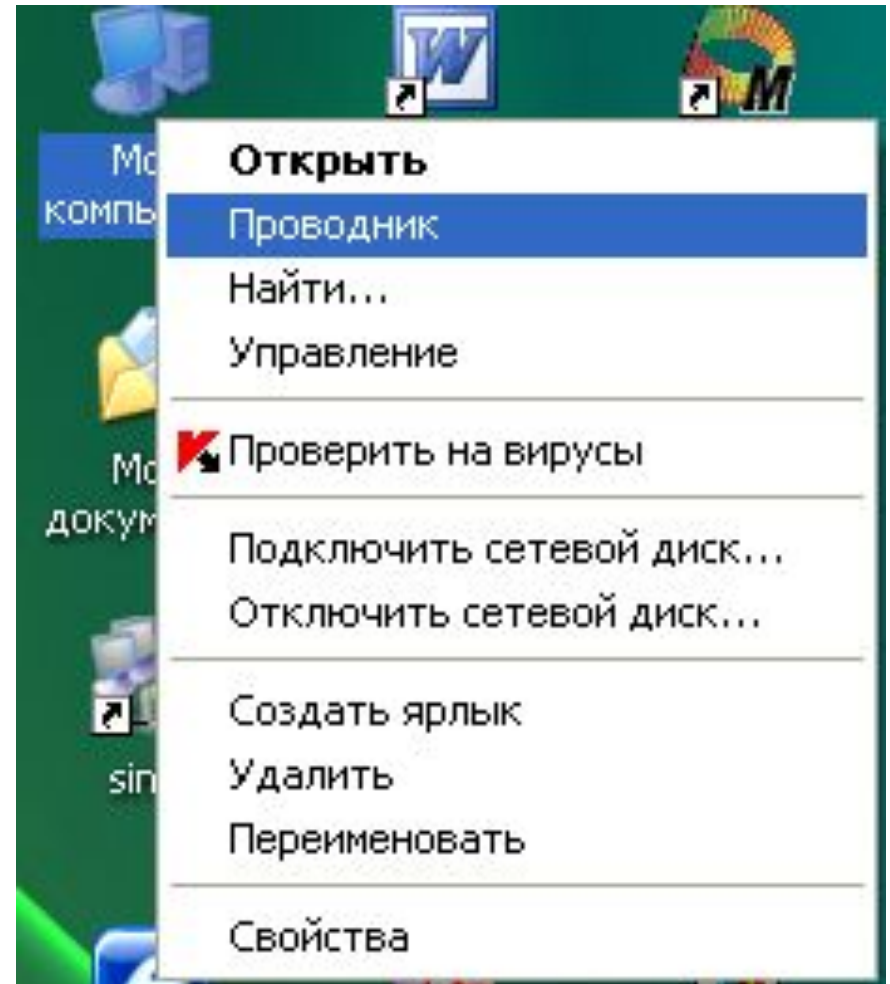 Открыть
Проводник
Найти...
Управление
Проверить на вирусы
Подключить сетевой диск...
Отключить сетевой диск...
Создать ярлык
Удалить
Переименовать
Свойства